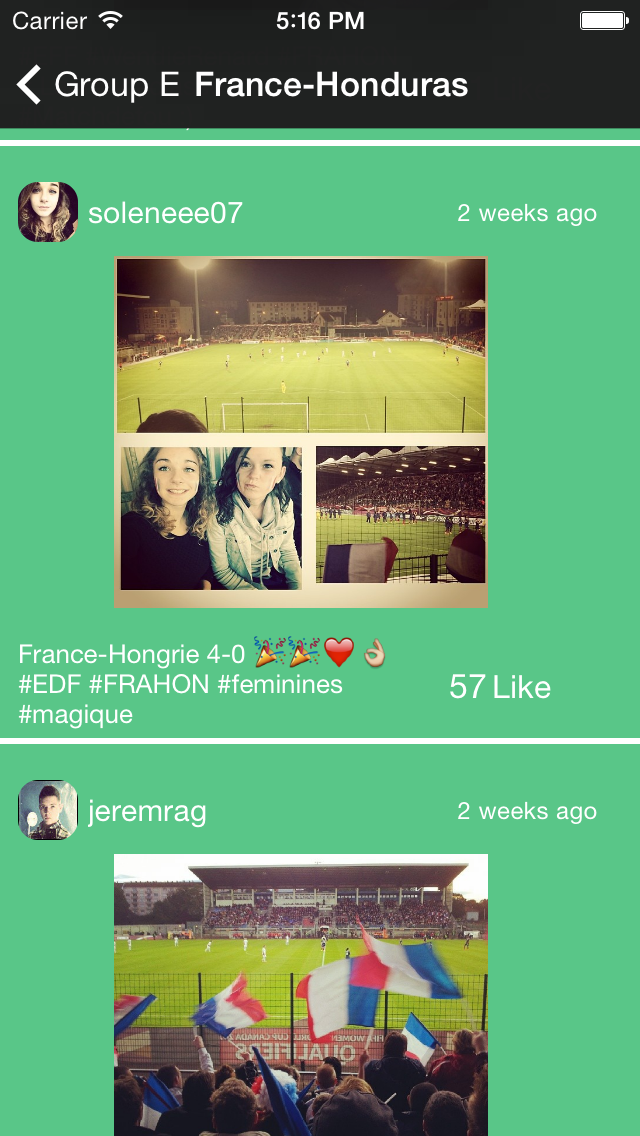 Carrier 5:16 PM
Group E France-Honduras
soleneee07 2 weeks ago
France-Hongrie 4-0 🎉🎉❤️👌
#EDF #FRAHON #feminines
#magique
57 Like
jeremrag 2 weeks ago
QUALIFIERS